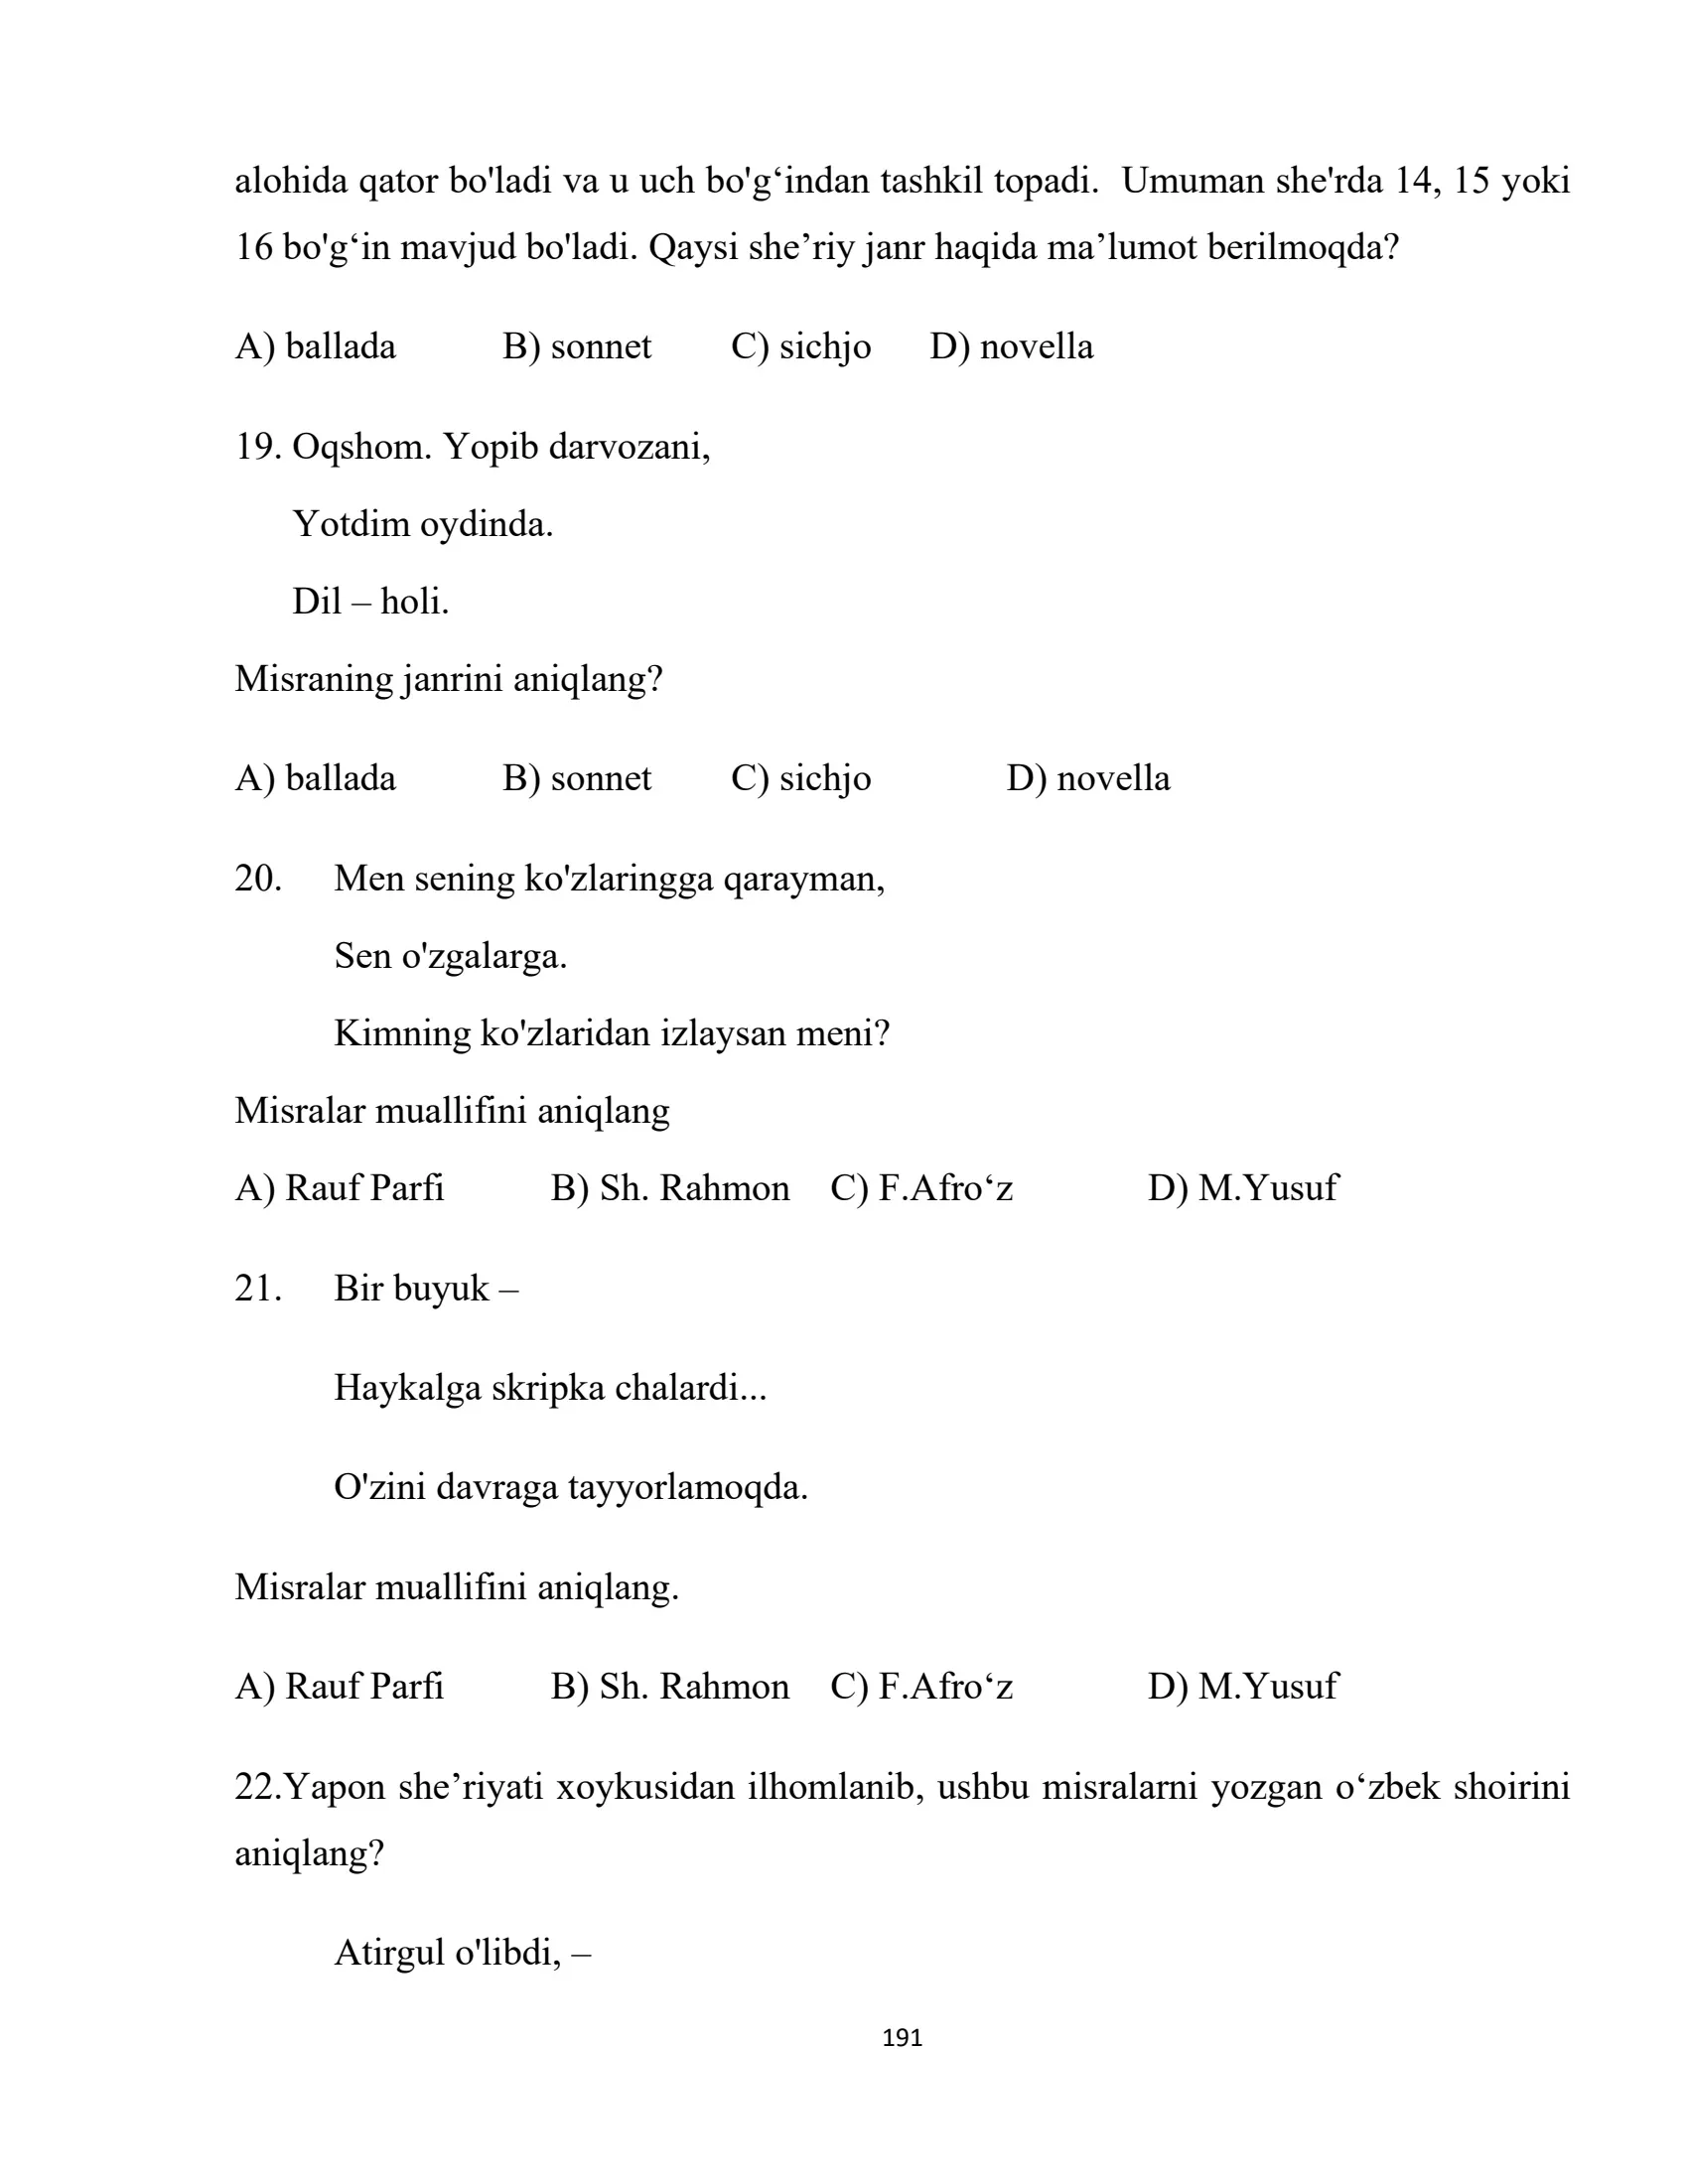 alohida qator bo'ladi va u uch bo'g‘indan tashkil topadi.  Umuman she'rda 14, 15 yoki
16 bo'g‘in mavjud bo'ladi. Qaysi she’riy janr haqida ma’lumot berilmoqda?
A) ballada B) sonnet C) sichjo D) novella
19. Oqshom. Yopib darvozani,
Yotdim oydinda.
Dil – holi.
Misraning janrini aniqlang?
A) ballada B) sonnet C) sichjo D) novella
20. Men sening ko'zlaringga qarayman,
Sen o'zgalarga.
Kimning ko'zlaridan izlaysan meni?
Misralar muallifini aniqlang
A) Rauf Parfi B) Sh. Rahmon C) F.Afro‘z D) M.Yusuf
21. Bir buyuk –
Haykalga skripka chalardi...
O'zini davraga tayyorlamoqda.
Misralar muallifini aniqlang.
A) Rauf Parfi B) Sh. Rahmon C) F.Afro‘z D) M.Yusuf
22.Yapon she’riyati xoykusidan ilhomlanib, ushbu misralarni yozgan o‘zbek shoirini
aniqlang?
Atirgul o'libdi, –
191